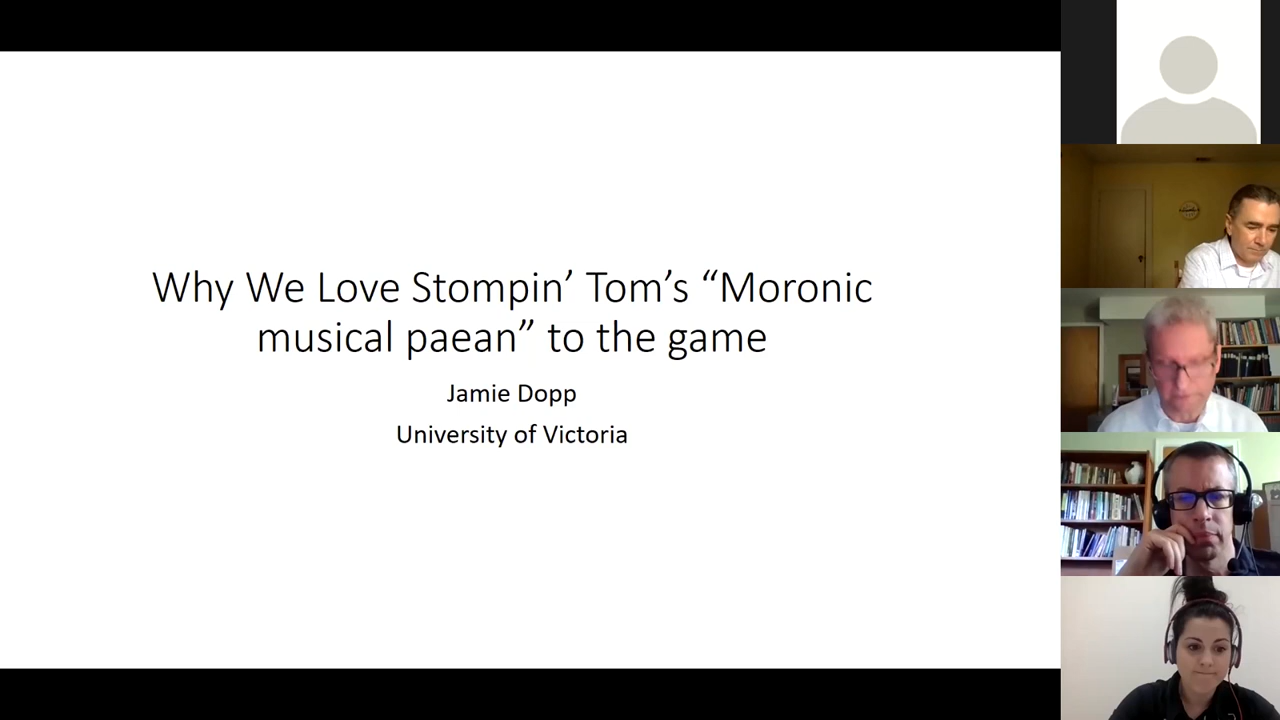 Why We Love Stompin’ Tom’s “Moronic
musical paean” to the game
Jamie Dopp
University of Victoria